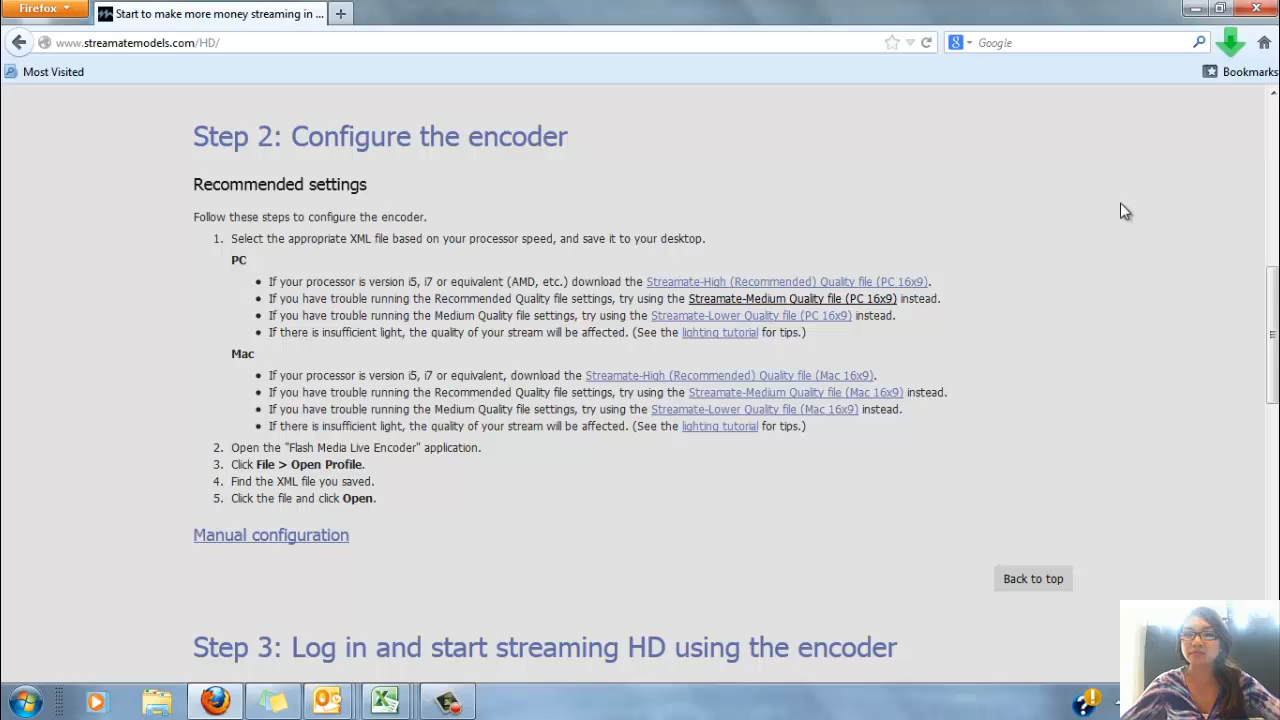 Firefox
Start to make more money streaming in ...
www.streamatemodels.com/HD/
Google
Most Visited
Bookmarks
Step 2: Configure the encoder
Recommended settings
Follow these steps to configure the encoder.
1. Select the appropriate XML file based on your processor speed, and save it to your desktop.
PC
• If your processor is version i5, i7 or equivalent (AMD, etc.) download the Streamate-High (Recommended) Quality file (PC 16x9).
• If you have trouble running the Recommended Quality file settings, try using the Streamate-Medium Quality file (PC 16x9) instead.
• If you have trouble running the Medium Quality file settings, try using the Streamate-Lower Quality file (PC 16x9) instead.
• If there is insufficient light, the quality of your stream will be affected. (See the lighting tutorial for tips.)
Mac
• If your processor is version i5, i7 or equivalent, download the Streamate-High (Recommended) Quality file (Mac 16x9).
• If you have trouble running the Recommended Quality file settings, try using the Streamate-Medium Quality file (Mac 16x9) instead.
• If you have trouble running the Medium Quality file settings, try using the Streamate-Lower Quality file (Mac 16x9) instead.
• If there is insufficient light, the quality of your stream will be affected. (See the lighting tutorial for tips.)
2. Open the "Flash Media Live Encoder" application.
3. Click File > Open Profile.
4. Find the XML file you saved.
5. Click the file and click Open.
Manual configuration
Back to top
Step 3: Log in and start streaming HD using the encoder